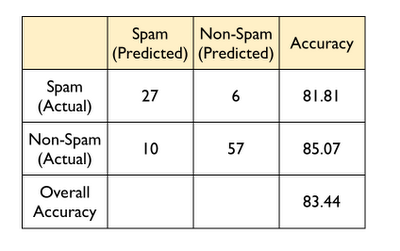 Spam Non-Spam Accuracy
(Predicted) (Predicted)
Spam
(Actual) 27 6 81.81
Non-Spam
(Actual) 10 57 85.07
Overall
Accuracy 83.44